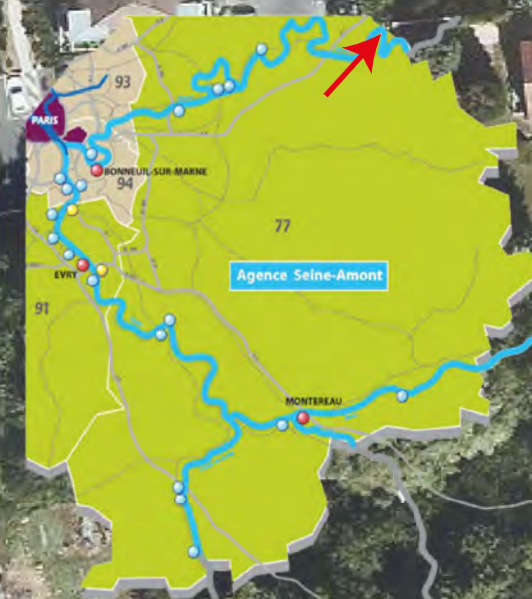 93
PARIS
BONNEUIL-SUR-MARNE
94
77
Agence Seine-Amont
EVRY
91
MONTEREAU